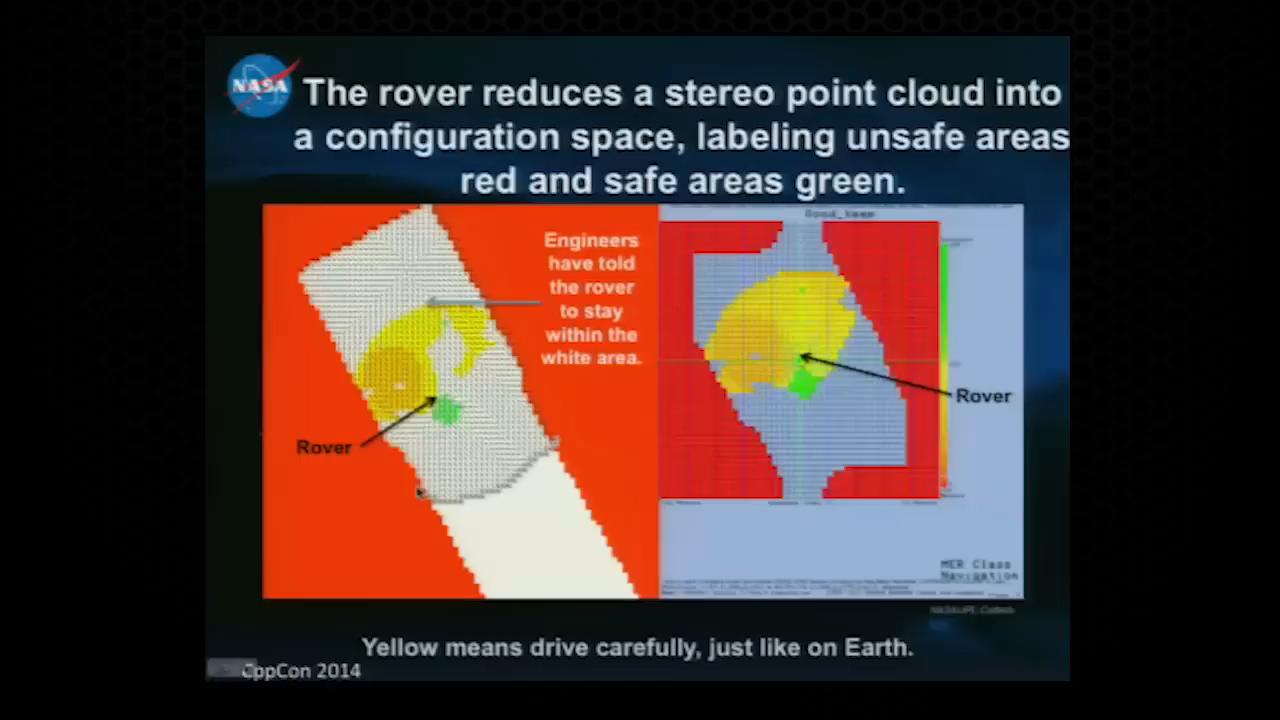 NASA
The rover reduces a stereo point cloud into
a configuration space, labeling unsafe areas
red and safe areas green.
Engineers
have told
the rover
to stay
within the
white area.
Rover
Rover
MER Class
Navigation
Yellow means drive carefully, just like on Earth.
CppCon 2014